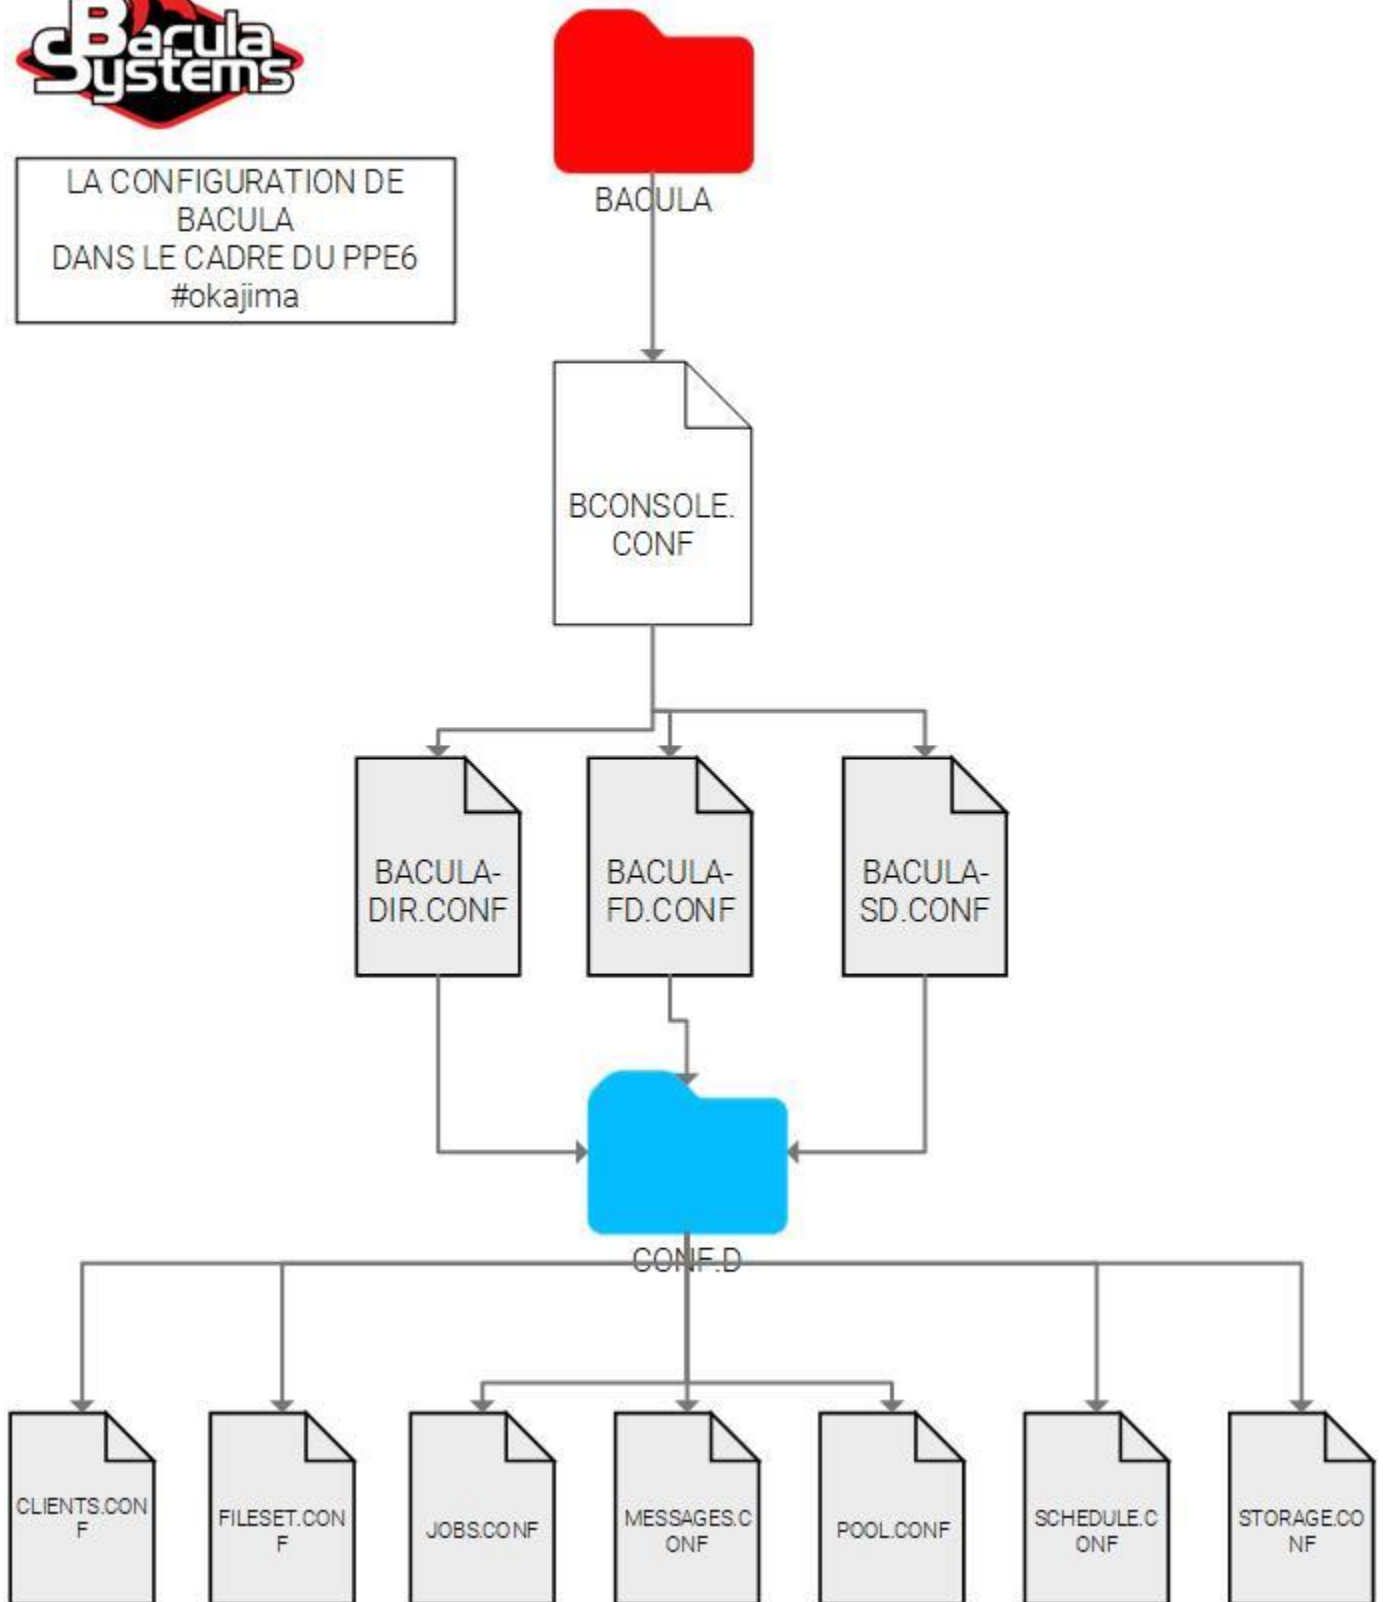 Bacula
Systems
LA CONFIGURATION DE
BACULA
DANS LE CADRE DU PPE6
#okajima
BACULA
BCONSOLE.
CONF
BACULA-
DIR.CONF
BACULA-
FD.CONF
BACULA-
SD.CONF
CONF.D
CLIENTS.CON
F
FILESET.CON
F
JOBS.CONF
MESSAGES.C
ONF
POOL.CONF
SCHEDULE.C
ONF
STORAGE.CO
NF